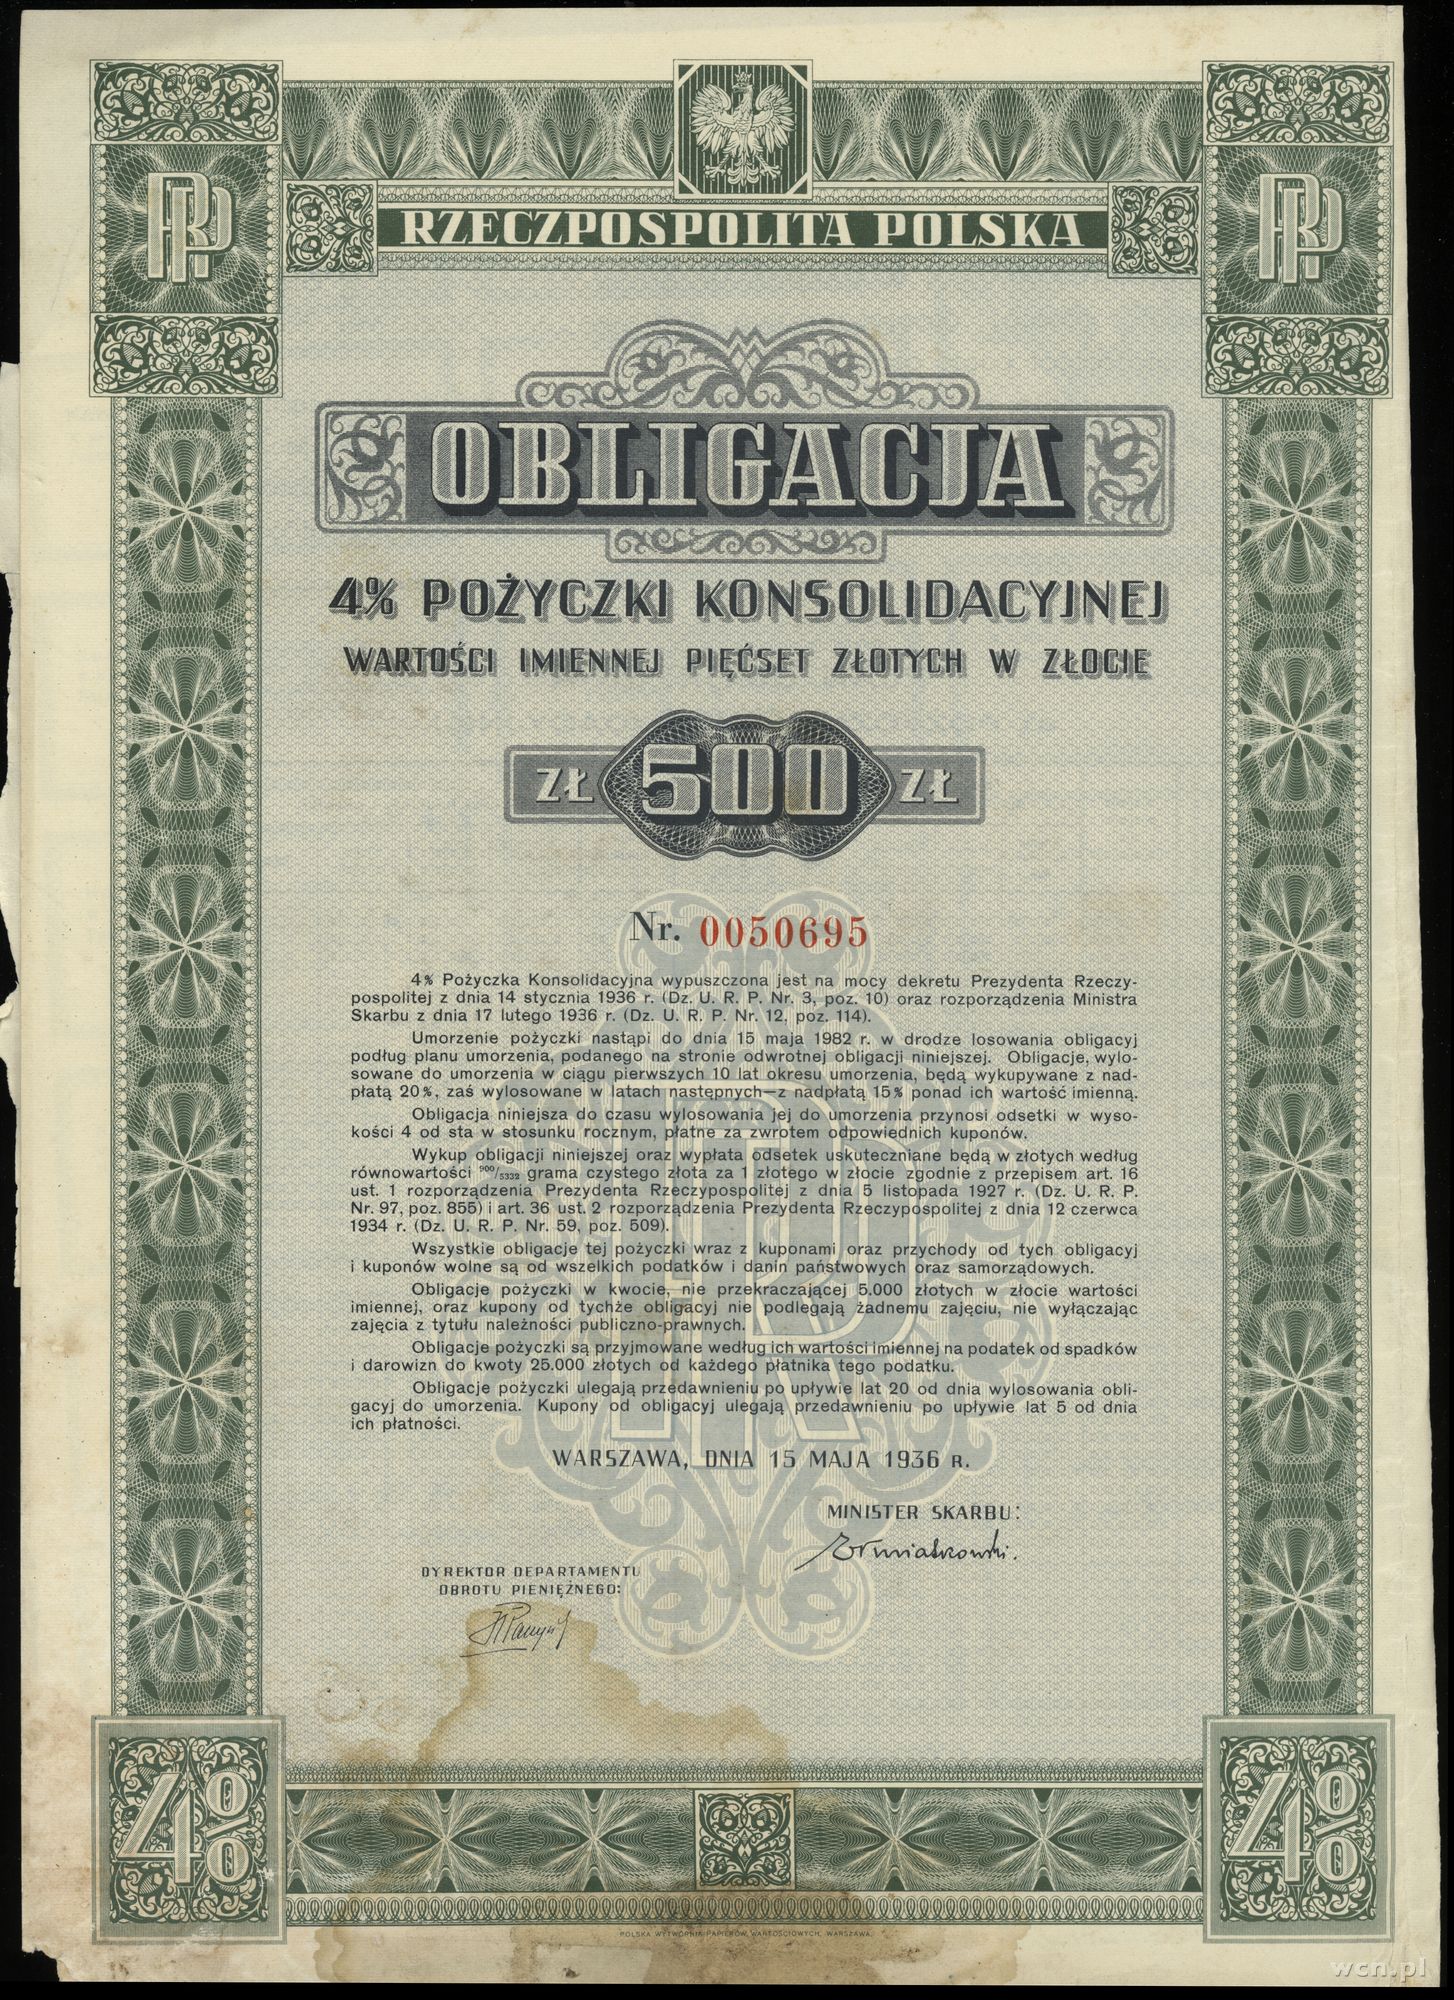 RP
RP
RZECZPOSPOLITA POLSKA
OBLIGACJA
4% POŻYCZKI KONSOLIDACYJNEJ
WARTOŚCI IMIENNEJ PIĘĆSET ZŁOTYCH W ZŁOCIE
ZŁ 500 ZŁ
Nr. 0050695
4% Pożyczka Konsolidacyjna wypuszczona jest na mocy dekretu Prezydenta Rzeczy-
pospolitej z dnia 14 stycznia 1936 r. (Dz. U. R. P. Nr. 3, poz. 10) oraz rozporządzenia Ministra
Skarbu z dnia 17 lutego 1936 r. (Dz. U. R. P. Nr. 12, poz. 114).
Umorzenie pożyczki nastąpi do dnia 15 maja 1982 r. w drodze losowania obligacyj
podług planu umorzenia, podanego na stronie odwrotnej obligacji niniejszej. Obligacje, wylo-
sowane do umorzenia w ciągu pierwszych 10 lat okresu umorzenia, będą wykupywane z nad-
płatą 20%, zaś wylosowane w latach następnych—z nadpłatą 15% ponad ich wartość imienną.
Obligacja niniejsza do czasu wylosowania jej do umorzenia przynosi odsetki w wyso-
kości 4 od sta w stosunku rocznym, płatne za zwrotem odpowiednich kuponów.
Wykup obligacji niniejszej oraz wypłata odsetek uskuteczniane będą w złotych według
równowartości 900/5332 grama czystego złota za 1 złotego w złocie zgodnie z przepisem art. 16
ust. 1 rozporządzenia Prezydenta Rzeczypospolitej z dnia 5 listopada 1927 r. (Dz. U. R. P.
Nr. 97, poz. 855) i art. 36 ust. 2 rozporządzenia Prezydenta Rzeczypospolitej z dnia 12 czerwca
1934 r. (Dz. U. R. P. Nr. 59, poz. 509).
Wszystkie obligacje tej pożyczki wraz z kuponami oraz przychody od tych obligacyj
i kuponów wolne są od wszelkich podatków i danin państwowych oraz samorządowych.
Obligacje pożyczki w kwocie, nie przekraczającej 5.000 złotych w złocie wartości
imiennej, oraz kupony od tychże obligacyj nie podlegają żadnemu zajęciu, nie wyłączając
zajęcia z tytułu należności publiczno-prawnych.
Obligacje pożyczki są przyjmowane według ich wartości imiennej na podatek od spadków
i darowizn do kwoty 25.000 złotych od każdego płatnika tego podatku.
Obligacje pożyczki ulegają przedawnieniu po upływie lat 20 od dnia wylosowania obli-
gacyj do umorzenia. Kupony od obligacyj ulegają przedawnieniu po upływie lat 5 od dnia
ich płatności.
WARSZAWA, DNIA 15 MAJA 1936 R.
MINISTER SKARBU:
DYREKTOR DEPARTAMENTU
OBROTU PIENIĘŻNEGO:
4%
4%
POLSKA WYTWÓRNIA PAPIERÓW WARTOŚCIOWYCH, WARSZAWA.
wcn.pl